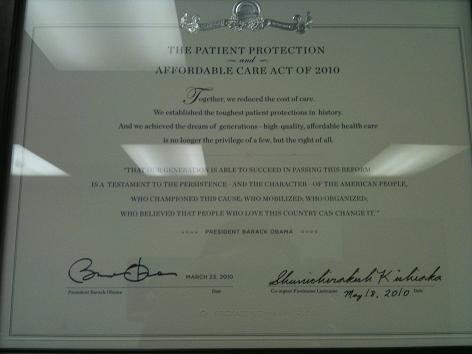 THE PATIENT PROTECTION
and
AFFORDABLE CARE ACT OF 2010
Together, we reduced the cost of care.
We established the toughest patient protections in history.
And we achieved the dream of generations–high-quality, affordable health care
is no longer the privilege of a few, but the right of all.
"THAT OUR GENERATION IS ABLE TO SUCCEED IN PASSING THIS REFORM
IS A TESTAMENT TO THE PERSISTENCE–AND THE CHARACTER–OF THE AMERICAN PEOPLE,
WHO CHAMPIONED THIS CAUSE; WHO MOBILIZED; WHO ORGANIZED;
WHO BELIEVED THAT PEOPLE WHO LOVE THIS COUNTRY CAN CHANGE IT."
PRESIDENT BARACK OBAMA
MARCH 23, 2010
President Barack Obama Date
Co-signer Firstname Lastname May 18, 2010 Date